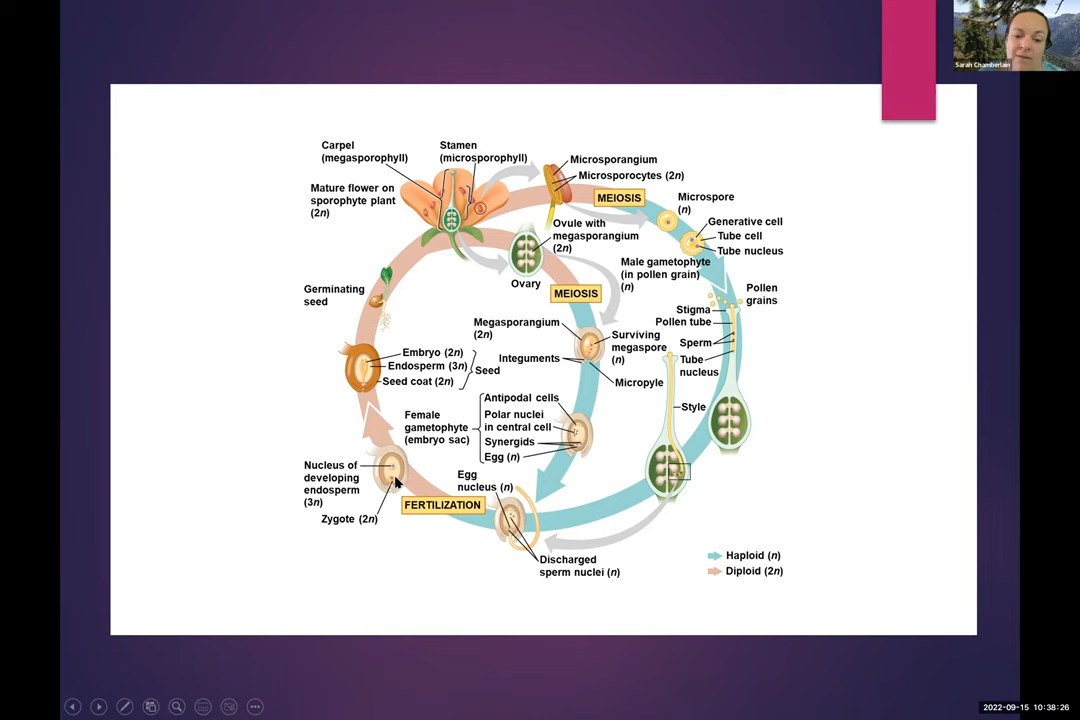 Sarah Chamberlain
Carpel
(megasporophyll)
Stamen
(microsporophyll)
Mature flower on
sporophyte plant
(2n)
Microsporangium
Microsporocytes (2n)
MEIOSIS
Microspore
(n)
Generative cell
Tube cell
Tube nucleus
Ovule with
megasporangium
(2n)
Male gametophyte
(in pollen grain)
(n)
Ovary
MEIOSIS
Germinating
seed
Pollen
grains
Stigma
Pollen tube
Sperm
Tube
nucleus
Megasporangium
(2n)
Surviving
megaspore
(n)
Integuments
Micropyle
Embryo (2n)
Endosperm (3n)
Seed coat (2n)
Seed
Style
Antipodal cells
Polar nuclei
in central cell
Synergids
Egg (n)
Female
gametophyte
(embryo sac)
Nucleus of
developing
endosperm
(3n)
Zygote (2n)
Egg
nucleus (n)
FERTILIZATION
Discharged
sperm nuclei (n)
Haploid (n)
Diploid (2n)
2022-09-15 10:38:26